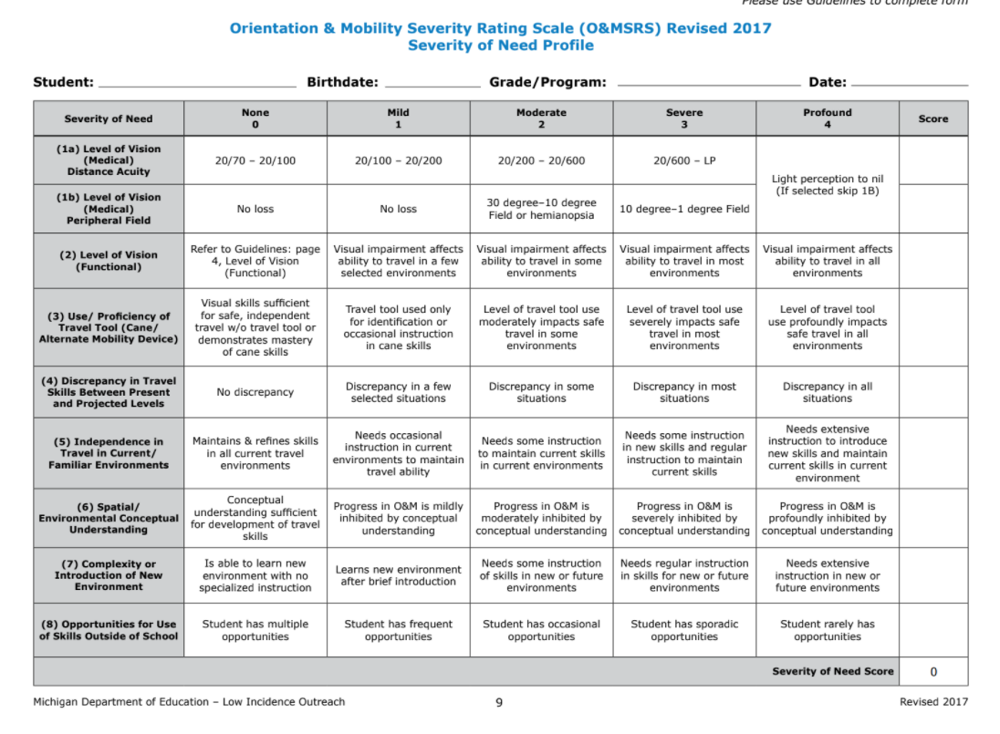 Please use Guidelines to complete form
Orientation & Mobility Severity Rating Scale (O&MSRS) Revised 2017
Severity of Need Profile
Student: Birthdate: Grade/Program: Date:
Severity of Need
None
0
Mild
1
Moderate
2
Severe
3
Profound
4
Score
(1a) Level of Vision
(Medical)
Distance Acuity
20/70 – 20/100
20/100 – 20/200
20/200 – 20/600
20/600 – LP
Light perception to nil
(If selected skip 1B)
(1b) Level of Vision
(Medical)
Peripheral Field
No loss
No loss
30 degree–10 degree
Field or hemianopsia
10 degree–1 degree Field
(2) Level of Vision
(Functional)
Refer to Guidelines: page
4, Level of Vision
(Functional)
Visual impairment affects
ability to travel in a few
selected environments
Visual impairment affects
ability to travel in some
environments
Visual impairment affects
ability to travel in most
environments
Visual impairment affects
ability to travel in all
environments
(3) Use/ Proficiency of
Travel Tool (Cane/
Alternate Mobility Device)
Visual skills sufficient
for safe, independent
travel w/o travel tool or
demonstrates mastery
of cane skills
Travel tool used only
for identification or
occasional instruction
in cane skills
Level of travel tool use
moderately impacts safe
travel in some
environments
Level of travel tool use
severely impacts safe
travel in most
environments
Level of travel tool
use profoundly impacts
safe travel in all
environments
(4) Discrepancy in Travel
Skills Between Present
and Projected Levels
No discrepancy
Discrepancy in a few
selected situations
Discrepancy in some
situations
Discrepancy in most
situations
Discrepancy in all
situations
(5) Independence in
Travel in Current/
Familiar Environments
Maintains & refines skills
in all current travel
environments
Needs occasional
instruction in current
environments to maintain
travel ability
Needs some instruction
to maintain current skills
in current environments
Needs some instruction
in new skills and regular
instruction to maintain
current skills
Needs extensive
instruction to introduce
new skills and maintain
current skills in current
environment
(6) Spatial/
Environmental Conceptual
Understanding
Conceptual
understanding sufficient
for development of travel
skills
Progress in O&M is mildly
inhibited by conceptual
understanding
Progress in O&M is
moderately inhibited by
conceptual understanding
Progress in O&M is
severely inhibited by
conceptual understanding
Progress in O&M is
profoundly inhibited by
conceptual understanding
(7) Complexity or
Introduction of New
Environment
Is able to learn new
environment with no
specialized instruction
Learns new environment
after brief introduction
Needs some instruction
of skills in new or future
environments
Needs regular instruction
in skills for new or future
environments
Needs extensive
instruction in new or
future environments
(8) Opportunities for Use
of Skills Outside of School
Student has multiple
opportunities
Student has frequent
opportunities
Student has occasional
opportunities
Student has sporadic
opportunities
Student rarely has
opportunities
Severity of Need Score
0
Michigan Department of Education – Low Incidence Outreach
9
Revised 2017